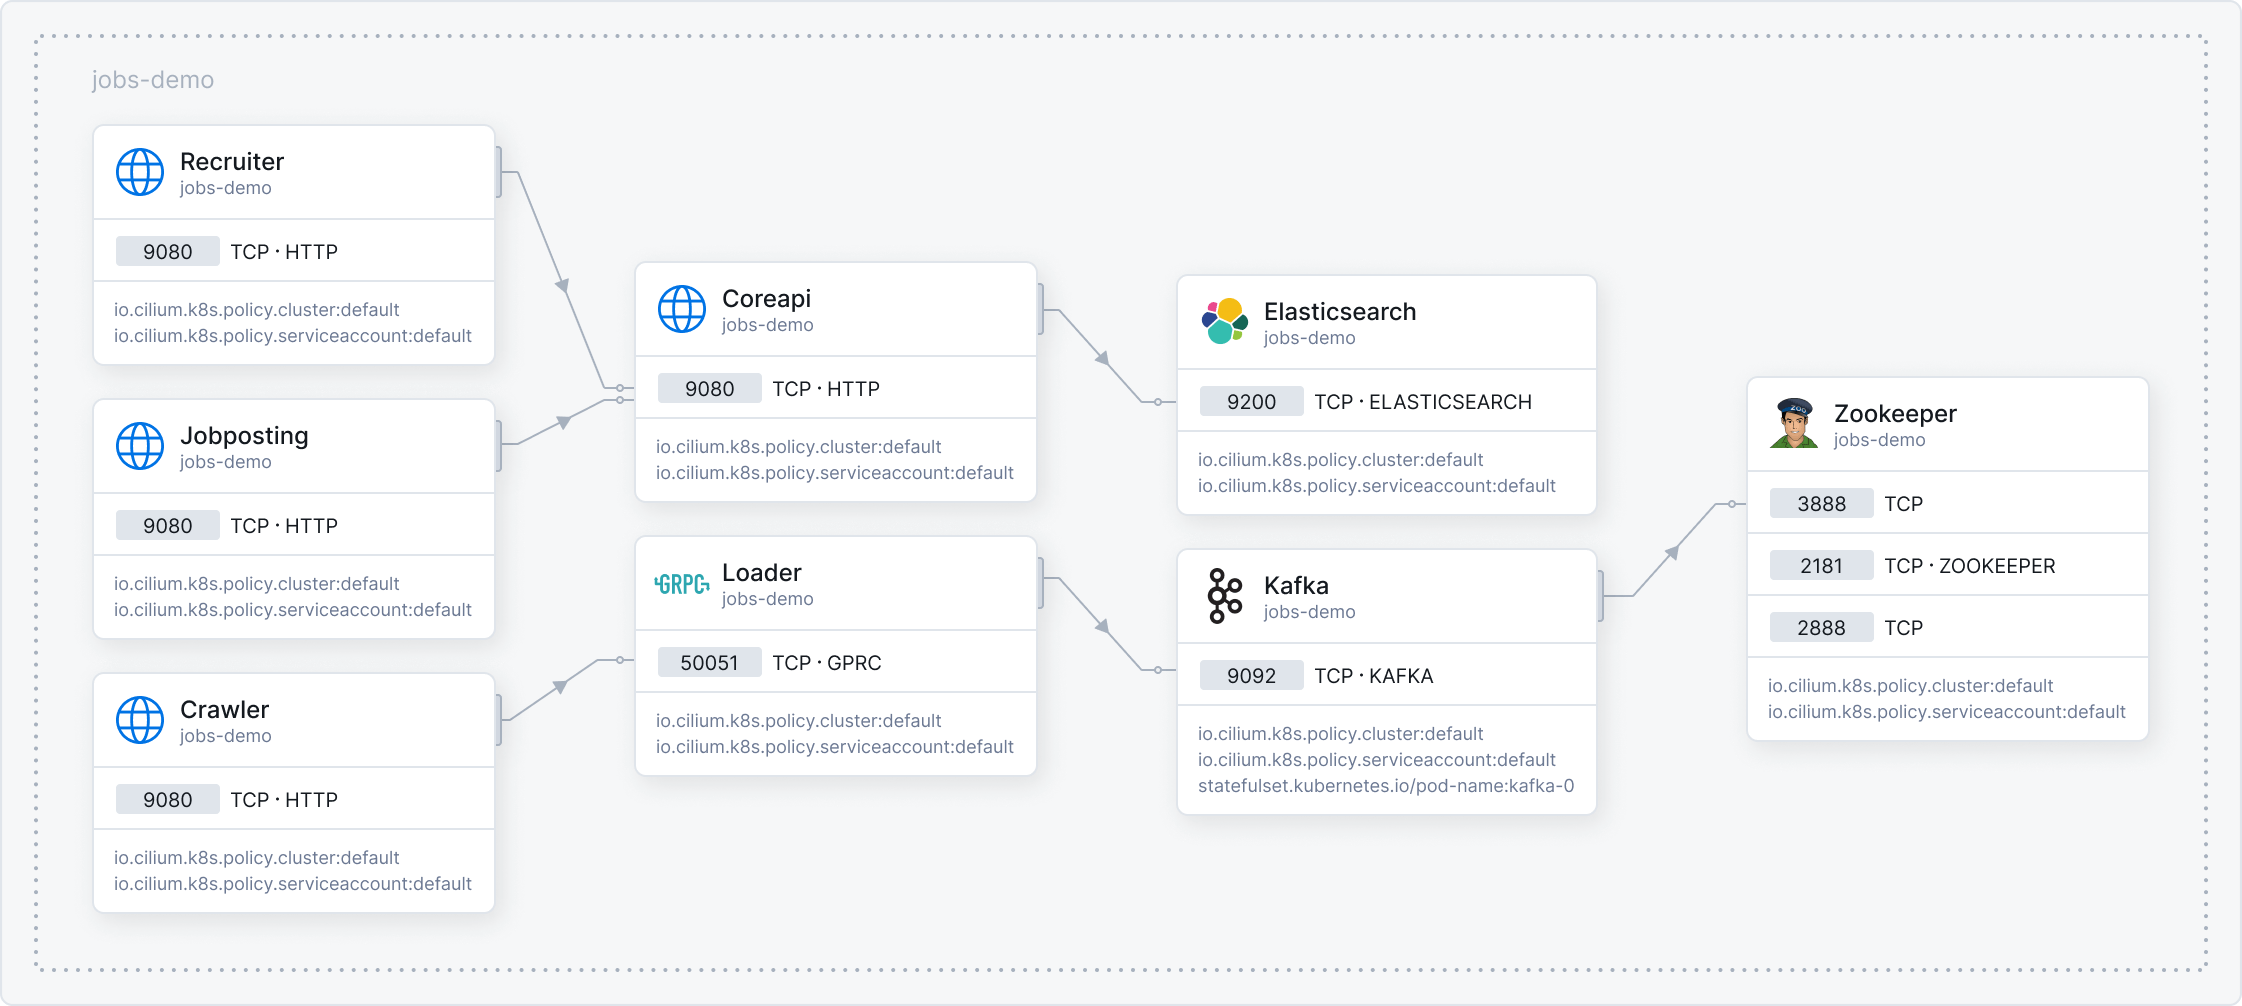 jobs-demo
Recruiter
jobs-demo
9080 TCP · HTTP
io.cilium.k8s.policy.cluster:default
io.cilium.k8s.policy.serviceaccount:default
Jobposting
jobs-demo
9080 TCP · HTTP
io.cilium.k8s.policy.cluster:default
io.cilium.k8s.policy.serviceaccount:default
Crawler
jobs-demo
9080 TCP · HTTP
io.cilium.k8s.policy.cluster:default
io.cilium.k8s.policy.serviceaccount:default
Coreapi
jobs-demo
9080 TCP · HTTP
io.cilium.k8s.policy.cluster:default
io.cilium.k8s.policy.serviceaccount:default
GRPC
Loader
jobs-demo
50051 TCP · GPRC
io.cilium.k8s.policy.cluster:default
io.cilium.k8s.policy.serviceaccount:default
Elasticsearch
jobs-demo
9200 TCP · ELASTICSEARCH
io.cilium.k8s.policy.cluster:default
io.cilium.k8s.policy.serviceaccount:default
Kafka
jobs-demo
9092 TCP · KAFKA
io.cilium.k8s.policy.cluster:default
io.cilium.k8s.policy.serviceaccount:default
statefulset.kubernetes.io/pod-name:kafka-0
ZOO
Zookeeper
jobs-demo
3888 TCP
2181 TCP · ZOOKEEPER
2888 TCP
io.cilium.k8s.policy.cluster:default
io.cilium.k8s.policy.serviceaccount:default